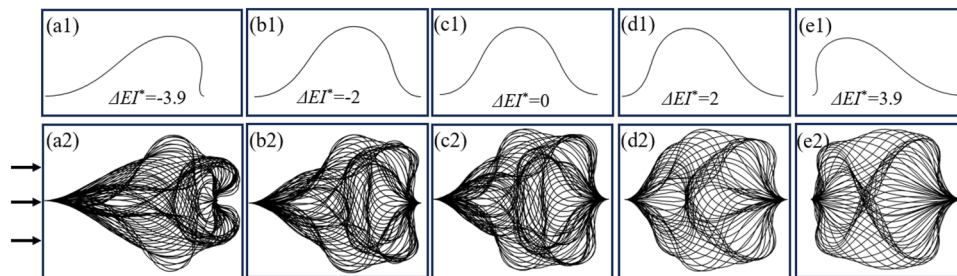 (a1)
ΔEI*=-3.9
(b1)
ΔEI*=-2
(c1)
ΔEI*=0
(d1)
ΔEI*=2
(e1)
ΔEI*=3.9
(a2)
(b2)
(c2)
(d2)
(e2)